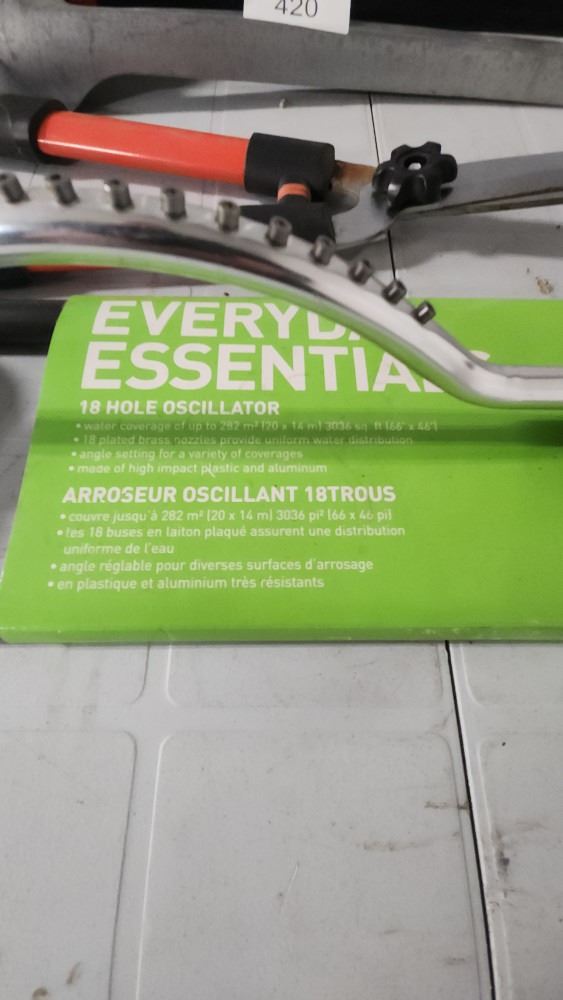 420
EVERYDA
ESSENTIALS
18 HOLE OSCILLATOR
• water coverage of up to 282 m² (20 x 14 m) 3036 sq. ft (66' x 46')
• 18 plated brass nozzles provide uniform water distribution
• angle setting for a variety of coverages
• made of high impact plastic and aluminum
ARROSEUR OSCILLANT 18TROUS
• couvre jusqu'à 282 m² (20 x 14 m) 3036 pi² (66 x 46 pi)
• les 18 buses en laiton plaqué assurent une distribution
uniforme de l'eau
• angle réglable pour diverses surfaces d'arrosage
• en plastique et aluminium très résistants